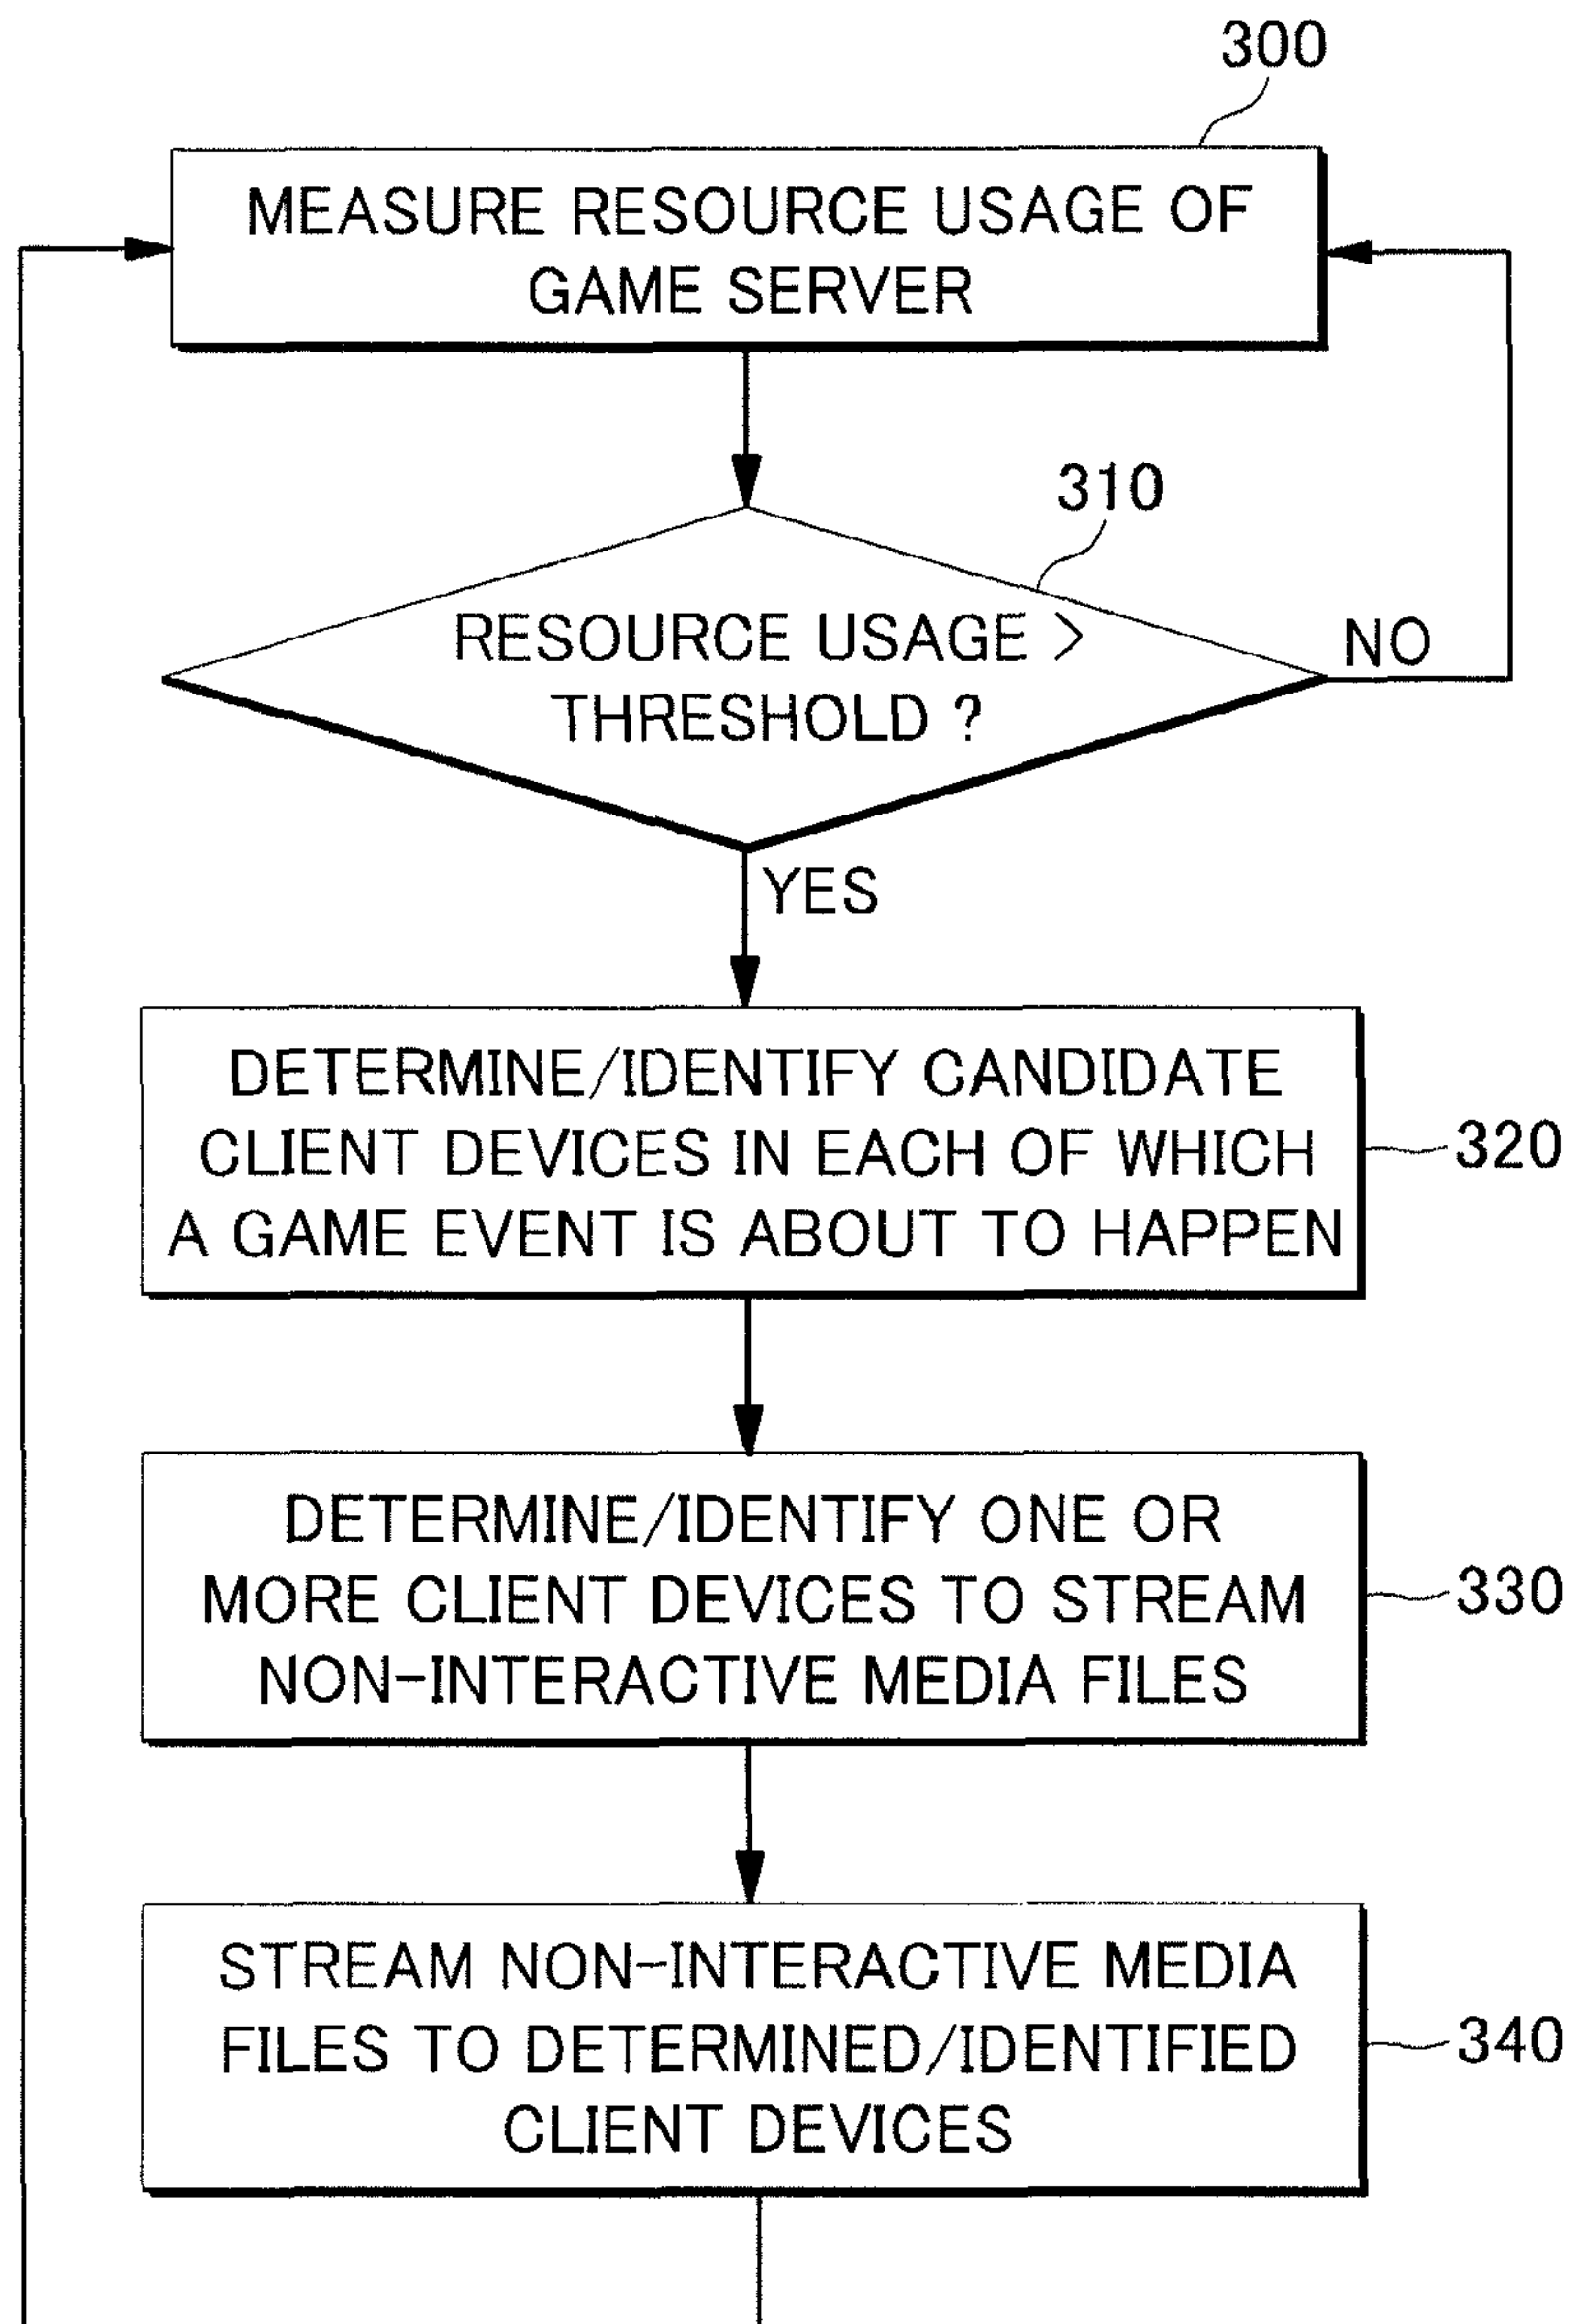 300
MEASURE RESOURCE USAGE OF
GAME SERVER
310
RESOURCE USAGE >
THRESHOLD ?
NO
YES
DETERMINE/IDENTIFY CANDIDATE
CLIENT DEVICES IN EACH OF WHICH
A GAME EVENT IS ABOUT TO HAPPEN
320
DETERMINE/IDENTIFY ONE OR
MORE CLIENT DEVICES TO STREAM
NON-INTERACTIVE MEDIA FILES
330
STREAM NON-INTERACTIVE MEDIA
FILES TO DETERMINED/IDENTIFIED
CLIENT DEVICES
340